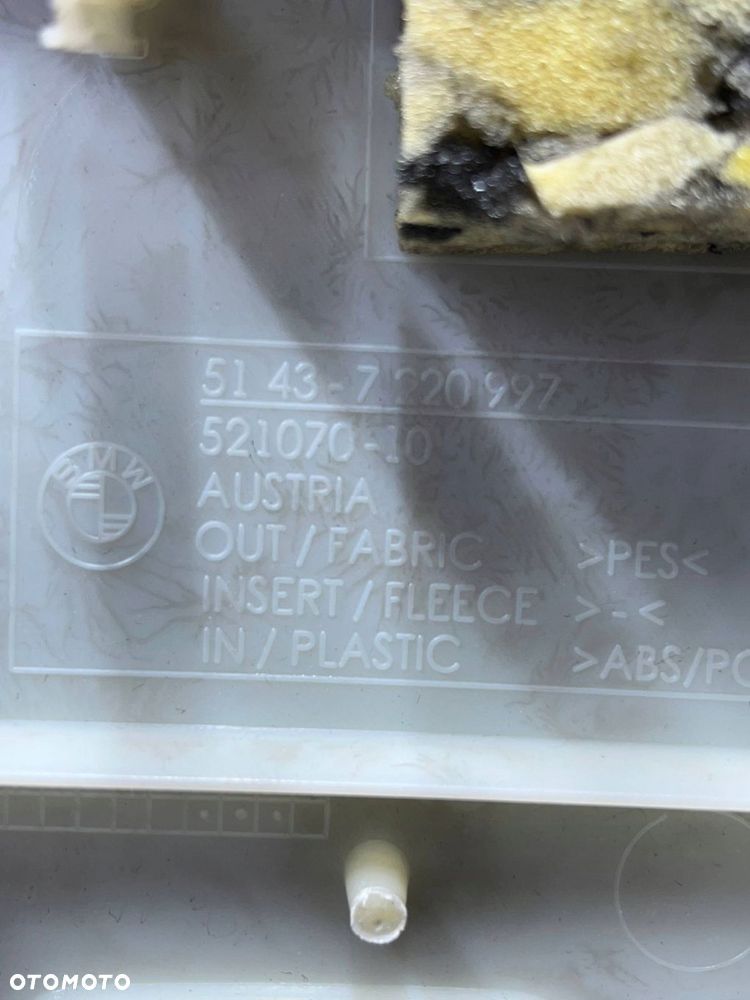 51 43 - 7 220 997
521070-10
BMW
AUSTRIA
OUT / FABRIC >PES<
INSERT / FLEECE >-<
IN / PLASTIC >ABS/PC
OTOMOTO